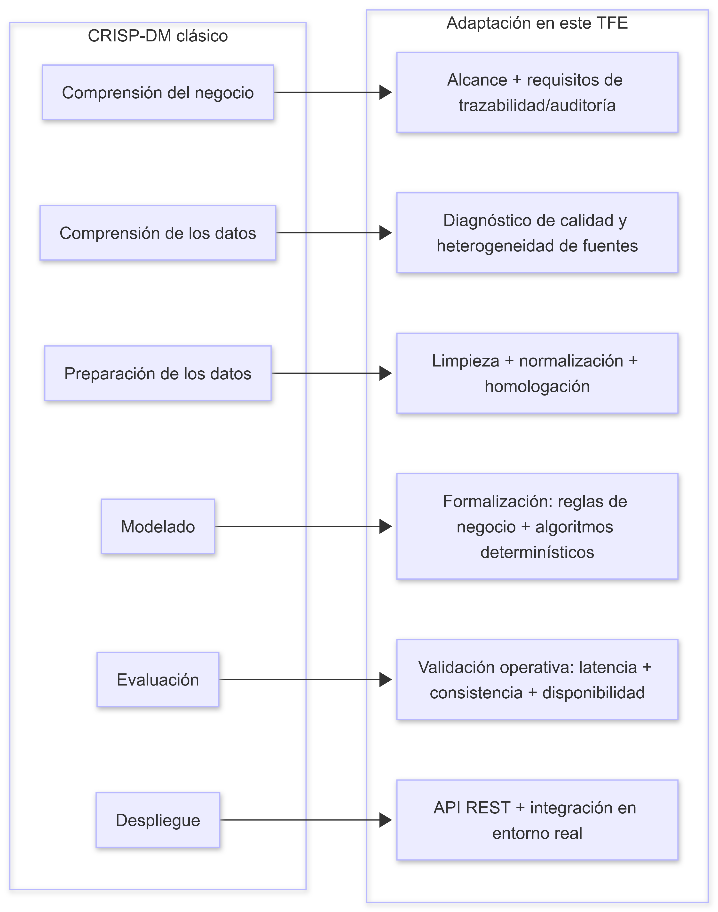 CRISP-DM clásico
Adaptación en este TFE
Comprensión del negocio
Alcance + requisitos de
trazabilidad/auditoría
Comprensión de los datos
Diagnóstico de calidad y
heterogeneidad de fuentes
Preparación de los datos
Limpieza + normalización +
homologación
Modelado
Formalización: reglas de
negocio + algoritmos
determinísticos
Evaluación
Validación operativa: latencia +
consistencia + disponibilidad
Despliegue
API REST + integración en
entorno real